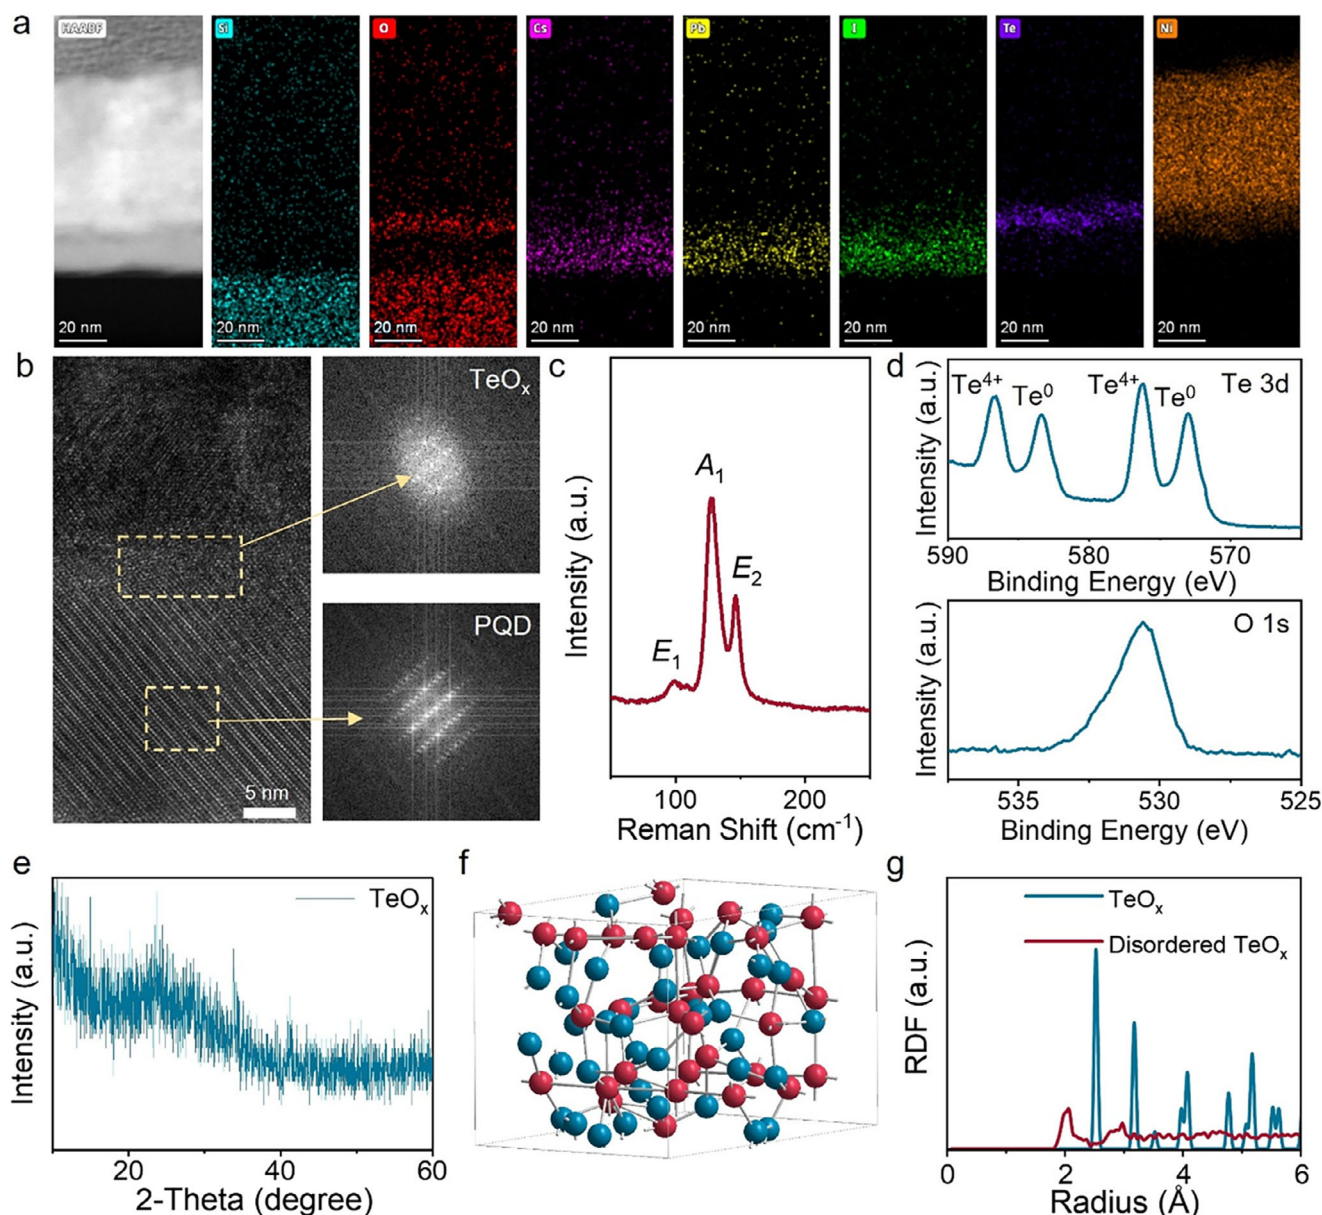 a
HAADF
Si
O
Cs
Pb
I
Te
Ni
20 nm
20 nm
20 nm
20 nm
20 nm
20 nm
20 nm
20 nm
b
TeOₓ
PQD
5 nm
c
A₁
E₂
E₁
Intensity (a.u.)
100
200
Reman Shift (cm⁻¹)
d
Te⁴⁺
Te⁰
Te⁴⁺
Te⁰
Te 3d
Intensity (a.u.)
590
580
570
Binding Energy (eV)
O 1s
Intensity (a.u.)
535
530
525
Binding Energy (eV)
e
TeOₓ
Intensity (a.u.)
20
40
60
2-Theta (degree)
f
g
TeOₓ
Disordered TeOₓ
RDF (a.u.)
0
2
4
6
Radius (Å)